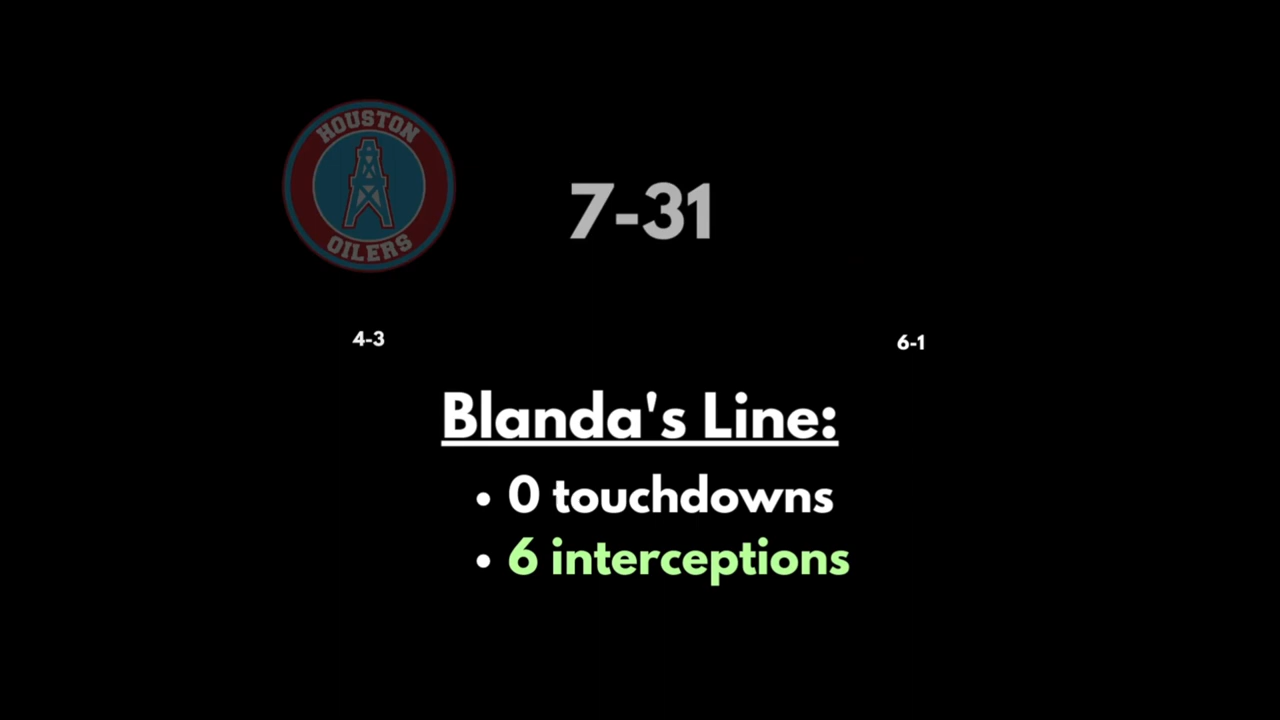 HOUSTON
OILERS
7-31
4-3
6-1
Blanda's Line:
• 0 touchdowns
• 6 interceptions